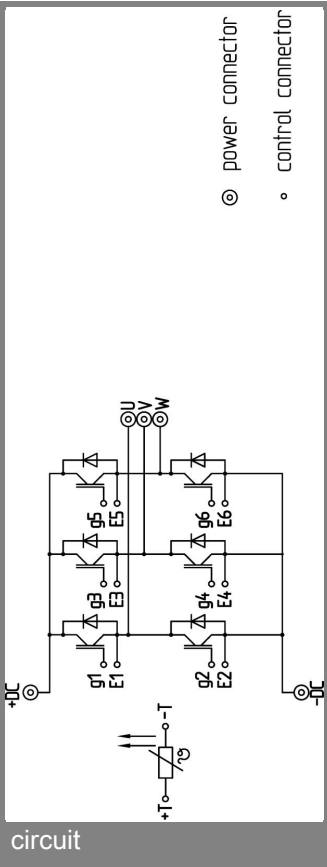 power connector
control connector
U
V
W
g5
E5
g6
E6
g3
E3
g4
E4
g1
E1
g2
E2
+DC
-DC
-T
ϑ
+T
circuit